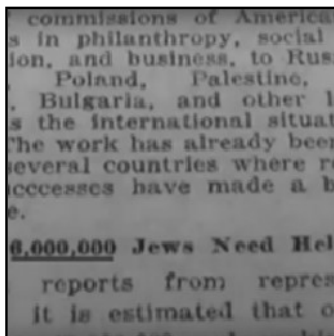 commissions of America
s in philanthropy, social
ion, and business, to Rus
, Poland, Palestine,
, Bulgaria, and other l
s the international situat
The work has already been
several countries where re
uccesses have made a b
e.
6,000,000 Jews Need Hel
reports from repres
it is estimated that o